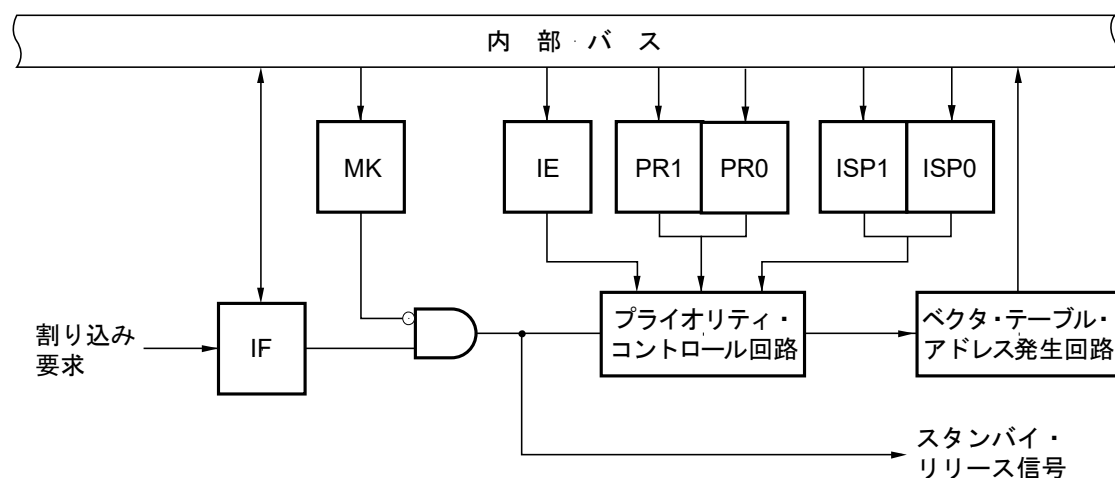 内 部 バ ス
MK
IE
PR1
PR0
ISP1
ISP0
割り込み
要求
IF
プライオリティ・
コントロール回路
ベクタ・テーブル・
アドレス発生回路
スタンバイ・
リリース信号